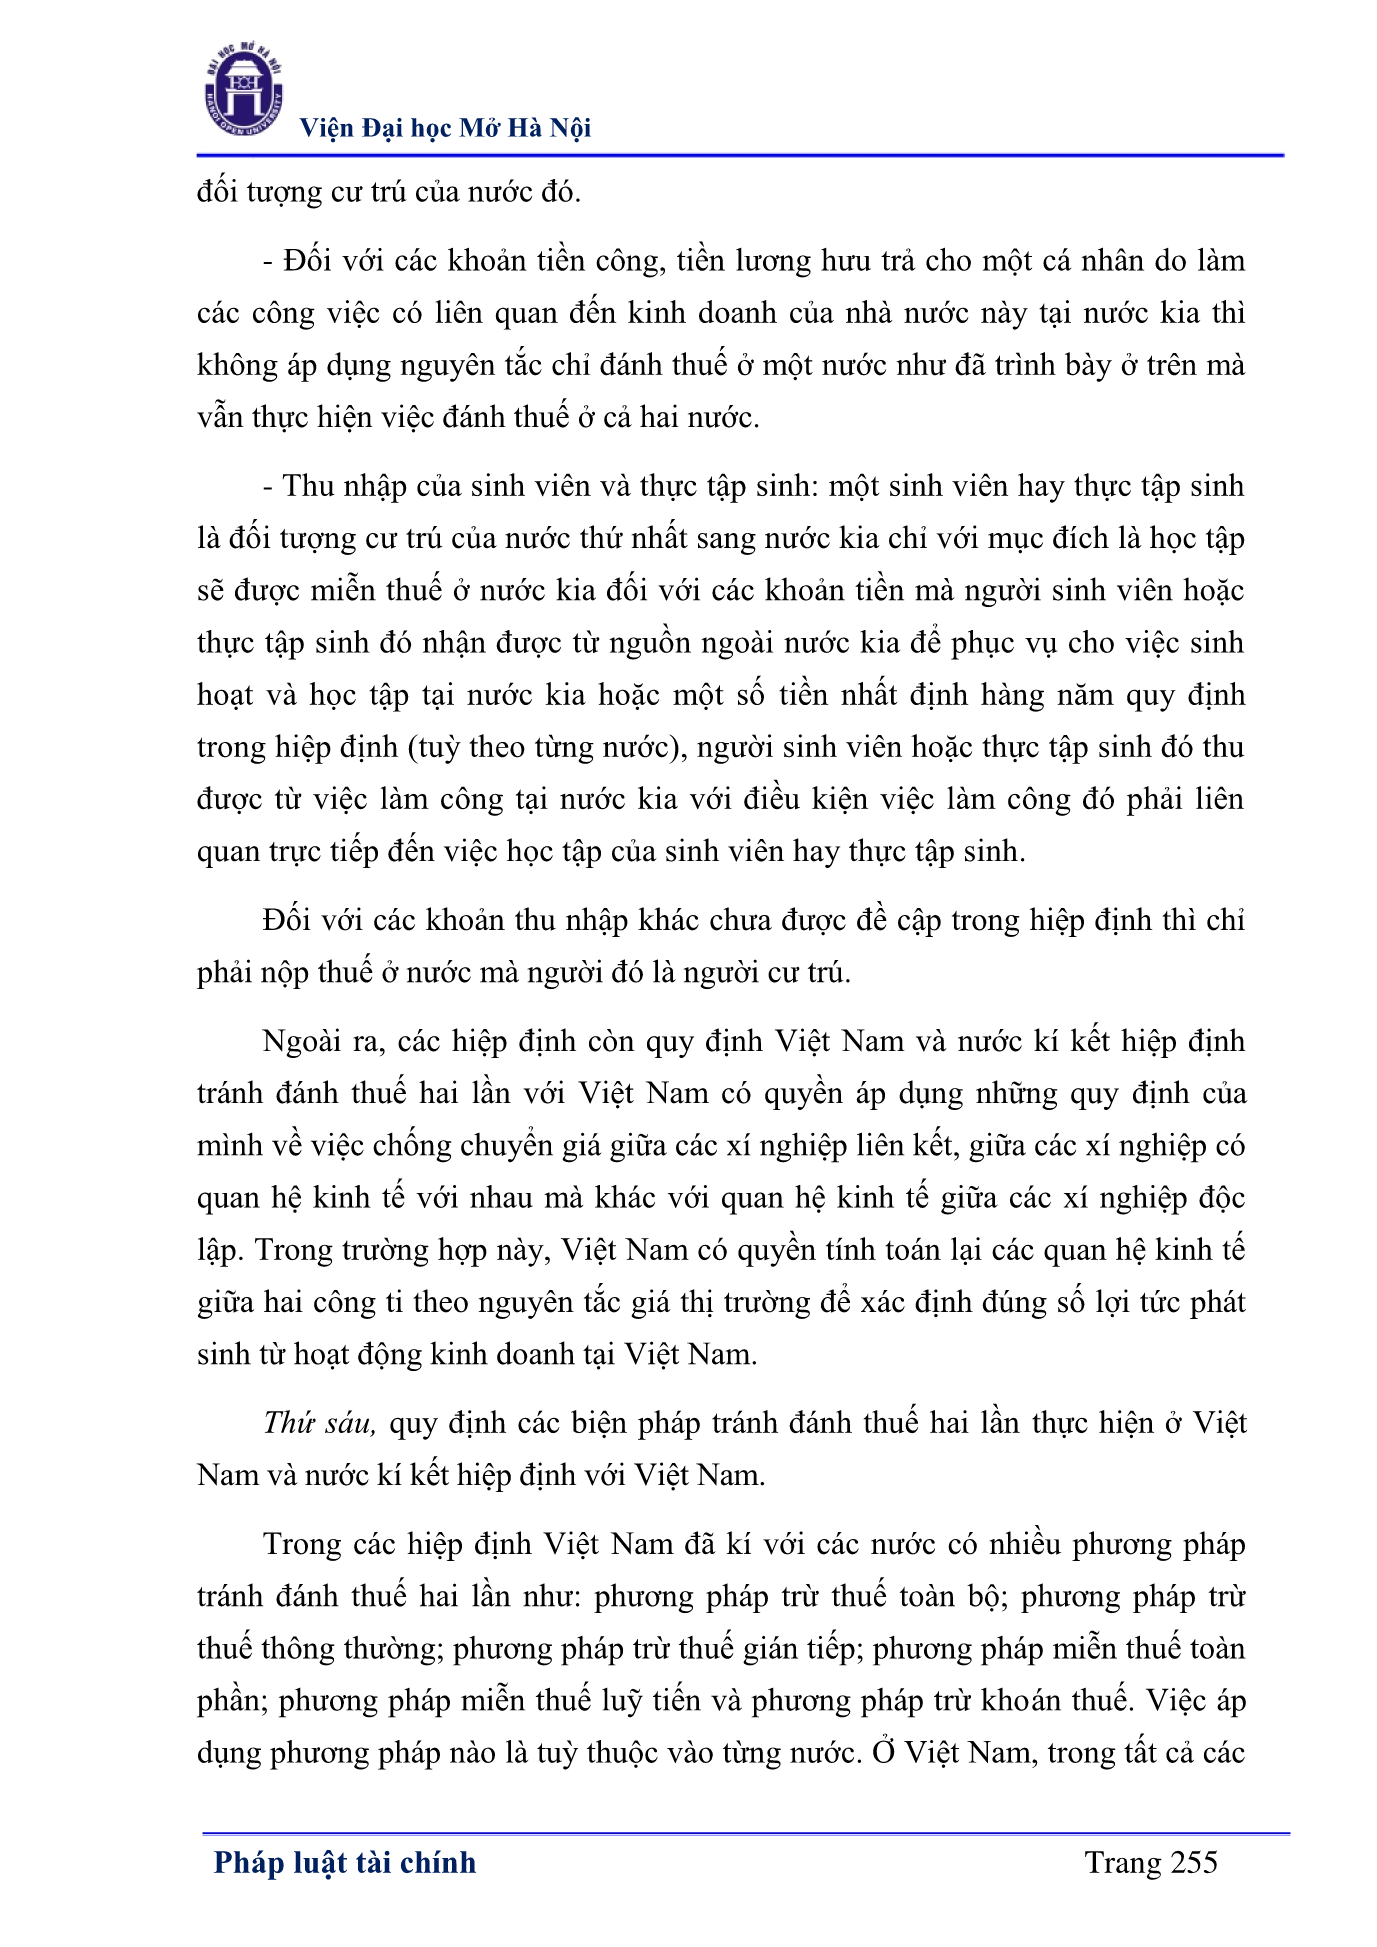 ĐẠI HỌC MỞ HÀ NỘI
HANOI OPEN UNIVERSITY
Viện Đại học Mở Hà Nội
đối tượng cư trú của nước đó.
- Đối với các khoản tiền công, tiền lương hưu trả cho một cá nhân do làm
các công việc có liên quan đến kinh doanh của nhà nước này tại nước kia thì
không áp dụng nguyên tắc chỉ đánh thuế ở một nước như đã trình bày ở trên mà
vẫn thực hiện việc đánh thuế ở cả hai nước.
- Thu nhập của sinh viên và thực tập sinh: một sinh viên hay thực tập sinh
là đối tượng cư trú của nước thứ nhất sang nước kia chỉ với mục đích là học tập
sẽ được miễn thuế ở nước kia đối với các khoản tiền mà người sinh viên hoặc
thực tập sinh đó nhận được từ nguồn ngoài nước kia để phục vụ cho việc sinh
hoạt và học tập tại nước kia hoặc một số tiền nhất định hàng năm quy định
trong hiệp định (tuỳ theo từng nước), người sinh viên hoặc thực tập sinh đó thu
được từ việc làm công tại nước kia với điều kiện việc làm công đó phải liên
quan trực tiếp đến việc học tập của sinh viên hay thực tập sinh.
Đối với các khoản thu nhập khác chưa được đề cập trong hiệp định thì chỉ
phải nộp thuế ở nước mà người đó là người cư trú.
Ngoài ra, các hiệp định còn quy định Việt Nam và nước kí kết hiệp định
tránh đánh thuế hai lần với Việt Nam có quyền áp dụng những quy định của
mình về việc chống chuyển giá giữa các xí nghiệp liên kết, giữa các xí nghiệp có
quan hệ kinh tế với nhau mà khác với quan hệ kinh tế giữa các xí nghiệp độc
lập. Trong trường hợp này, Việt Nam có quyền tính toán lại các quan hệ kinh tế
giữa hai công ti theo nguyên tắc giá thị trường để xác định đúng số lợi tức phát
sinh từ hoạt động kinh doanh tại Việt Nam.
Thứ sáu, quy định các biện pháp tránh đánh thuế hai lần thực hiện ở Việt
Nam và nước kí kết hiệp định với Việt Nam.
Trong các hiệp định Việt Nam đã kí với các nước có nhiều phương pháp
tránh đánh thuế hai lần như: phương pháp trừ thuế toàn bộ; phương pháp trừ
thuế thông thường; phương pháp trừ thuế gián tiếp; phương pháp miễn thuế toàn
phần; phương pháp miễn thuế luỹ tiến và phương pháp trừ khoán thuế. Việc áp
dụng phương pháp nào là tuỳ thuộc vào từng nước. Ở Việt Nam, trong tất cả các
Pháp luật tài chính
Trang 255